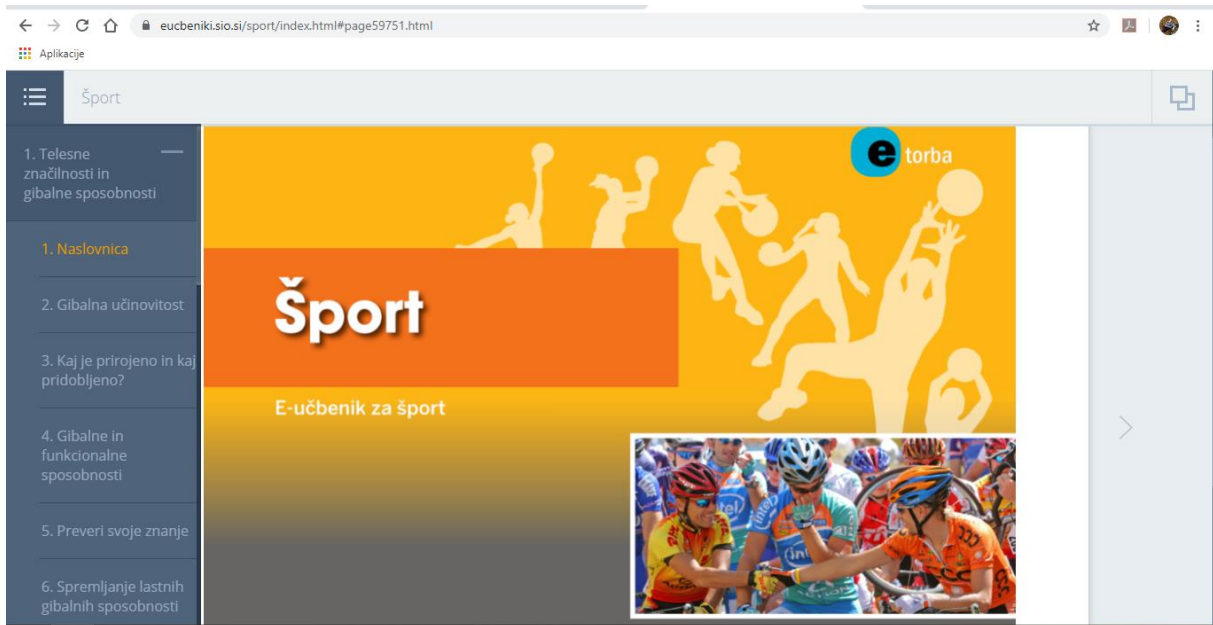 eucbeniki.sio.si/sport/index.html#page59751.html
Aplikacije
Šport
1. Telesne
značilnosti in
gibalne sposobnosti
1. Naslovnica
2. Gibalna učinovitost
3. Kaj je prirojeno in kaj
pridobljeno?
4. Gibalne in
funkcionalne
sposobnosti
5. Preveri svoje znanje
6. Spremljanje lastnih
gibalnih sposobnosti
e torba
Šport
E-učbenik za šport
intel
intel